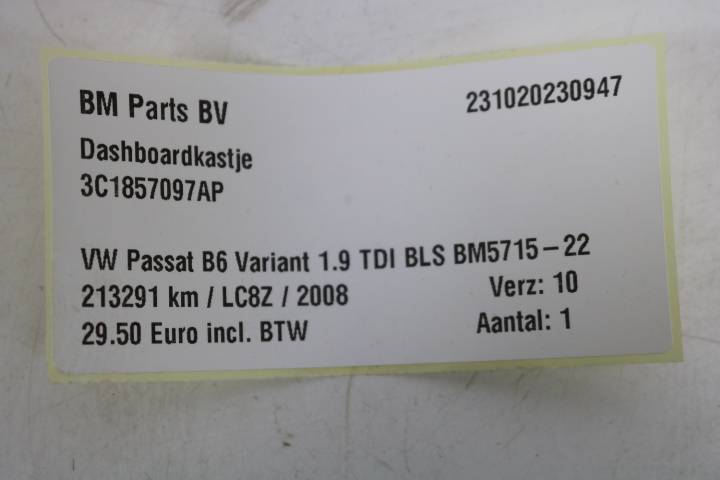 BM Parts BV 231020230947
Dashboardkastje
3C1857097AP
VW Passat B6 Variant 1.9 TDI BLS BM5715-22
213291 km / LC8Z / 2008 Verz: 10
29.50 Euro incl. BTW Aantal: 1